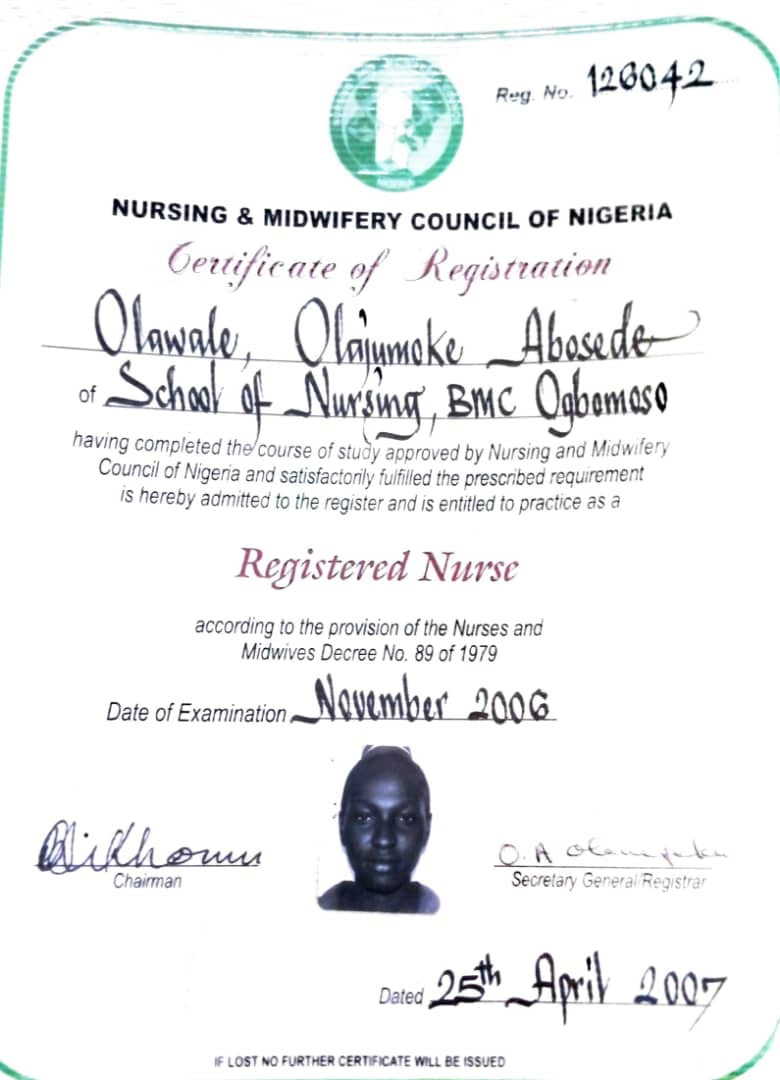 Reg. No. 126042
NIGERIA
NURSING & MIDWIFERY COUNCIL OF NIGERIA
Certificate of Registration
Olawale, Olajumoke Abosede
of School of Nursing, BMC Ogbomoso
having completed the course of study approved by Nursing and Midwifery
Council of Nigeria and satisfactorily fulfilled the prescribed requirement
is hereby admitted to the register and is entitled to practice as a
Registered Nurse
according to the provision of the Nurses and
Midwives Decree No. 89 of 1979
Date of Examination November 2006
O. A
Chairman
Secretary General/Registrar
Dated 25th April 2007
IF LOST NO FURTHER CERTIFICATE WILL BE ISSUED